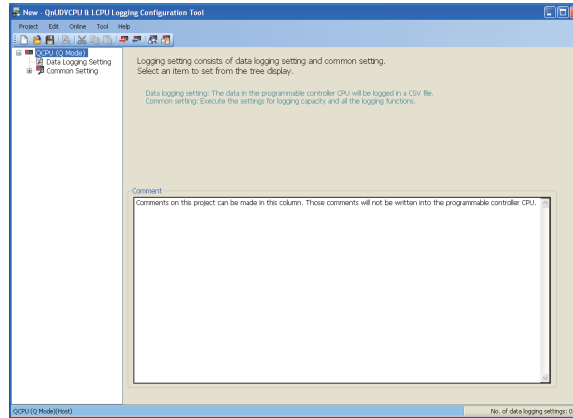 New - QnUDVCPU & LCPU Logging Configuration Tool
Project Edit Online Tool Help
QCPU (Q Mode)
Data Logging Setting
Common Setting
Logging setting consists of data logging setting and common setting.
Select an item to set from the tree display.
Data logging setting: The data in the programmable controller CPU will be logged in a CSV file.
Common setting: Execute the settings for logging capacity and all the logging functions.
Comment
Comments on this project can be made in this column. Those comments will not be written into the programmable controller CPU.
QCPU (Q Mode)(Host)
No. of data logging settings: 0